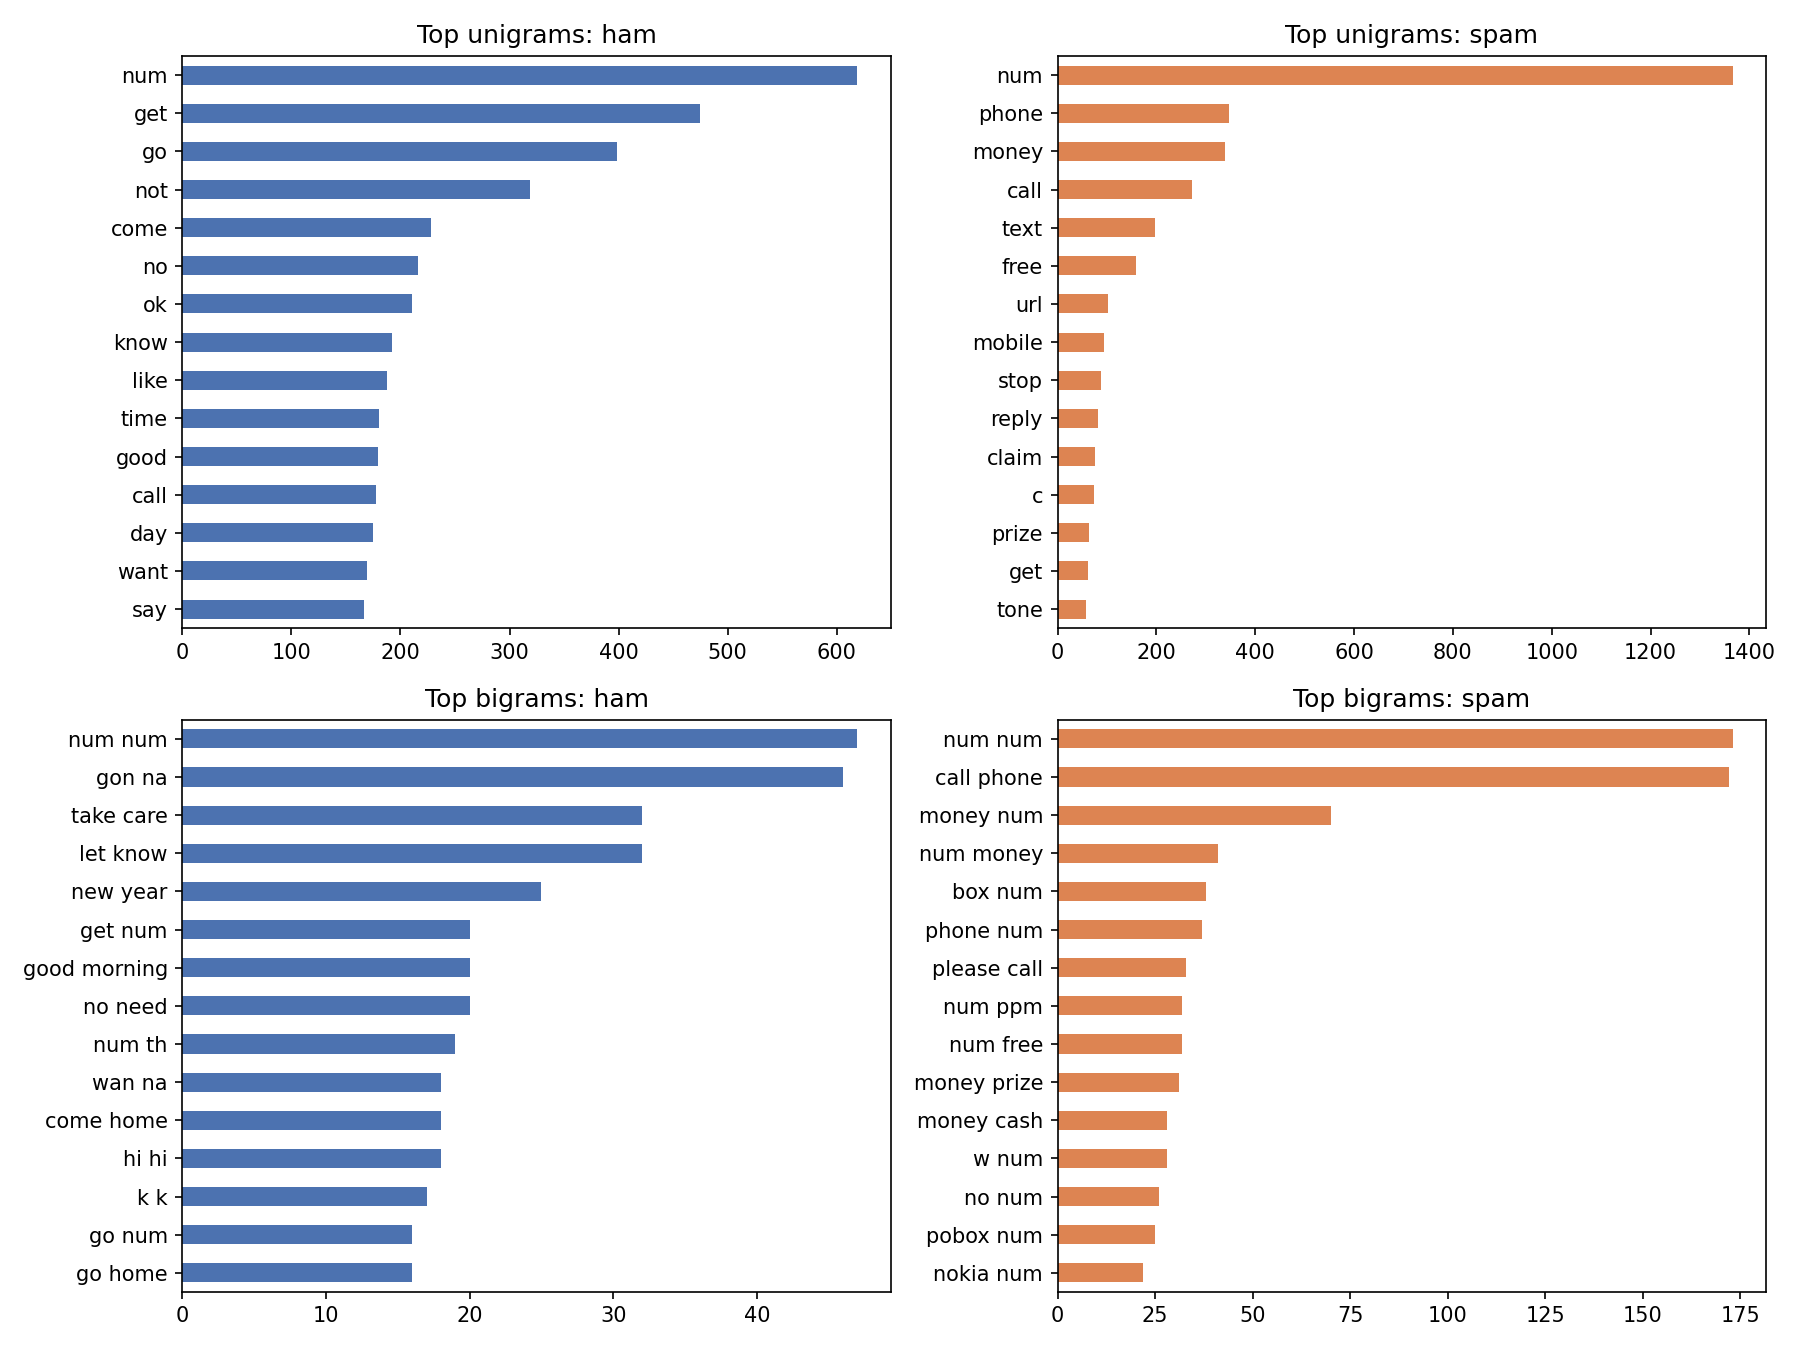 Top unigrams: ham
num
get
go
not
come
no
ok
know
like
time
good
call
day
want
say
0 100 200 300 400 500 600
Top unigrams: spam
num
phone
money
call
text
free
url
mobile
stop
reply
claim
c
prize
get
tone
0 200 400 600 800 1000 1200 1400
Top bigrams: ham
num num
gon na
take care
let know
new year
get num
good morning
no need
num th
wan na
come home
hi hi
k k
go num
go home
0 10 20 30 40
Top bigrams: spam
num num
call phone
money num
num money
box num
phone num
please call
num ppm
num free
money prize
money cash
w num
no num
pobox num
nokia num
0 25 50 75 100 125 150 175